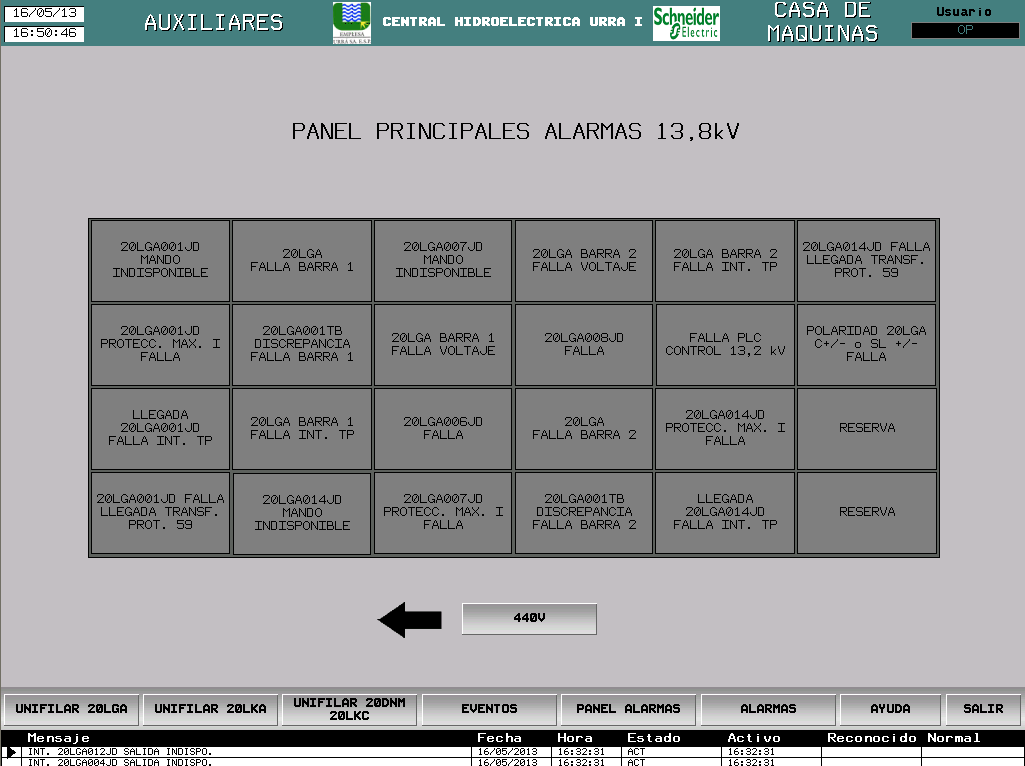 16/05/13
16:50:46
AUXILIARES
EMPRESA
URRÁ S.A. E.S.P.
CENTRAL HIDROELECTRICA URRA I
Schneider
Electric
CASA DE
MAQUINAS
Usuario
OP
PANEL PRINCIPALES ALARMAS 13,8kV
20LGA001JD
MANDO
INDISPONIBLE
20LGA
FALLA BARRA 1
20LGA007JD
MANDO
INDISPONIBLE
20LGA BARRA 2
FALLA VOLTAJE
20LGA BARRA 2
FALLA INT. TP
20LGA014JD FALLA
LLEGADA TRANSF.
PROT. 59
20LGA001JD
PROTECC. MAX. I
FALLA
20LGA001TB
DISCREPANCIA
FALLA BARRA 1
20LGA BARRA 1
FALLA VOLTAJE
20LGA008JD
FALLA
FALLA PLC
CONTROL 13,2 kV
POLARIDAD 20LGA
C+/- o SL +/-
FALLA
LLEGADA
20LGA001JD
FALLA INT. TP
20LGA BARRA 1
FALLA INT. TP
20LGA006JD
FALLA
20LGA
FALLA BARRA 2
20LGA014JD
PROTECC. MAX. I
FALLA
RESERVA
20LGA001JD FALLA
LLEGADA TRANSF.
PROT. 59
20LGA014JD
MANDO
INDISPONIBLE
20LGA007JD
PROTECC. MAX. I
FALLA
20LGA001TB
DISCREPANCIA
FALLA BARRA 2
LLEGADA
20LGA014JD
FALLA INT. TP
RESERVA
440V
UNIFILAR 20LGA
UNIFILAR 20LKA
UNIFILAR 20DNM
20LKC
EVENTOS
PANEL ALARMAS
ALARMAS
AYUDA
SALIR
Mensaje Fecha Hora Estado Activo Reconocido Normal
INT. 20LGA012JD SALIDA INDISPO. 16/05/2013 16:32:31 ACT 16:32:31
INT. 20LGA004JD SALIDA INDISPO. 16/05/2013 16:32:31 ACT 16:32:31